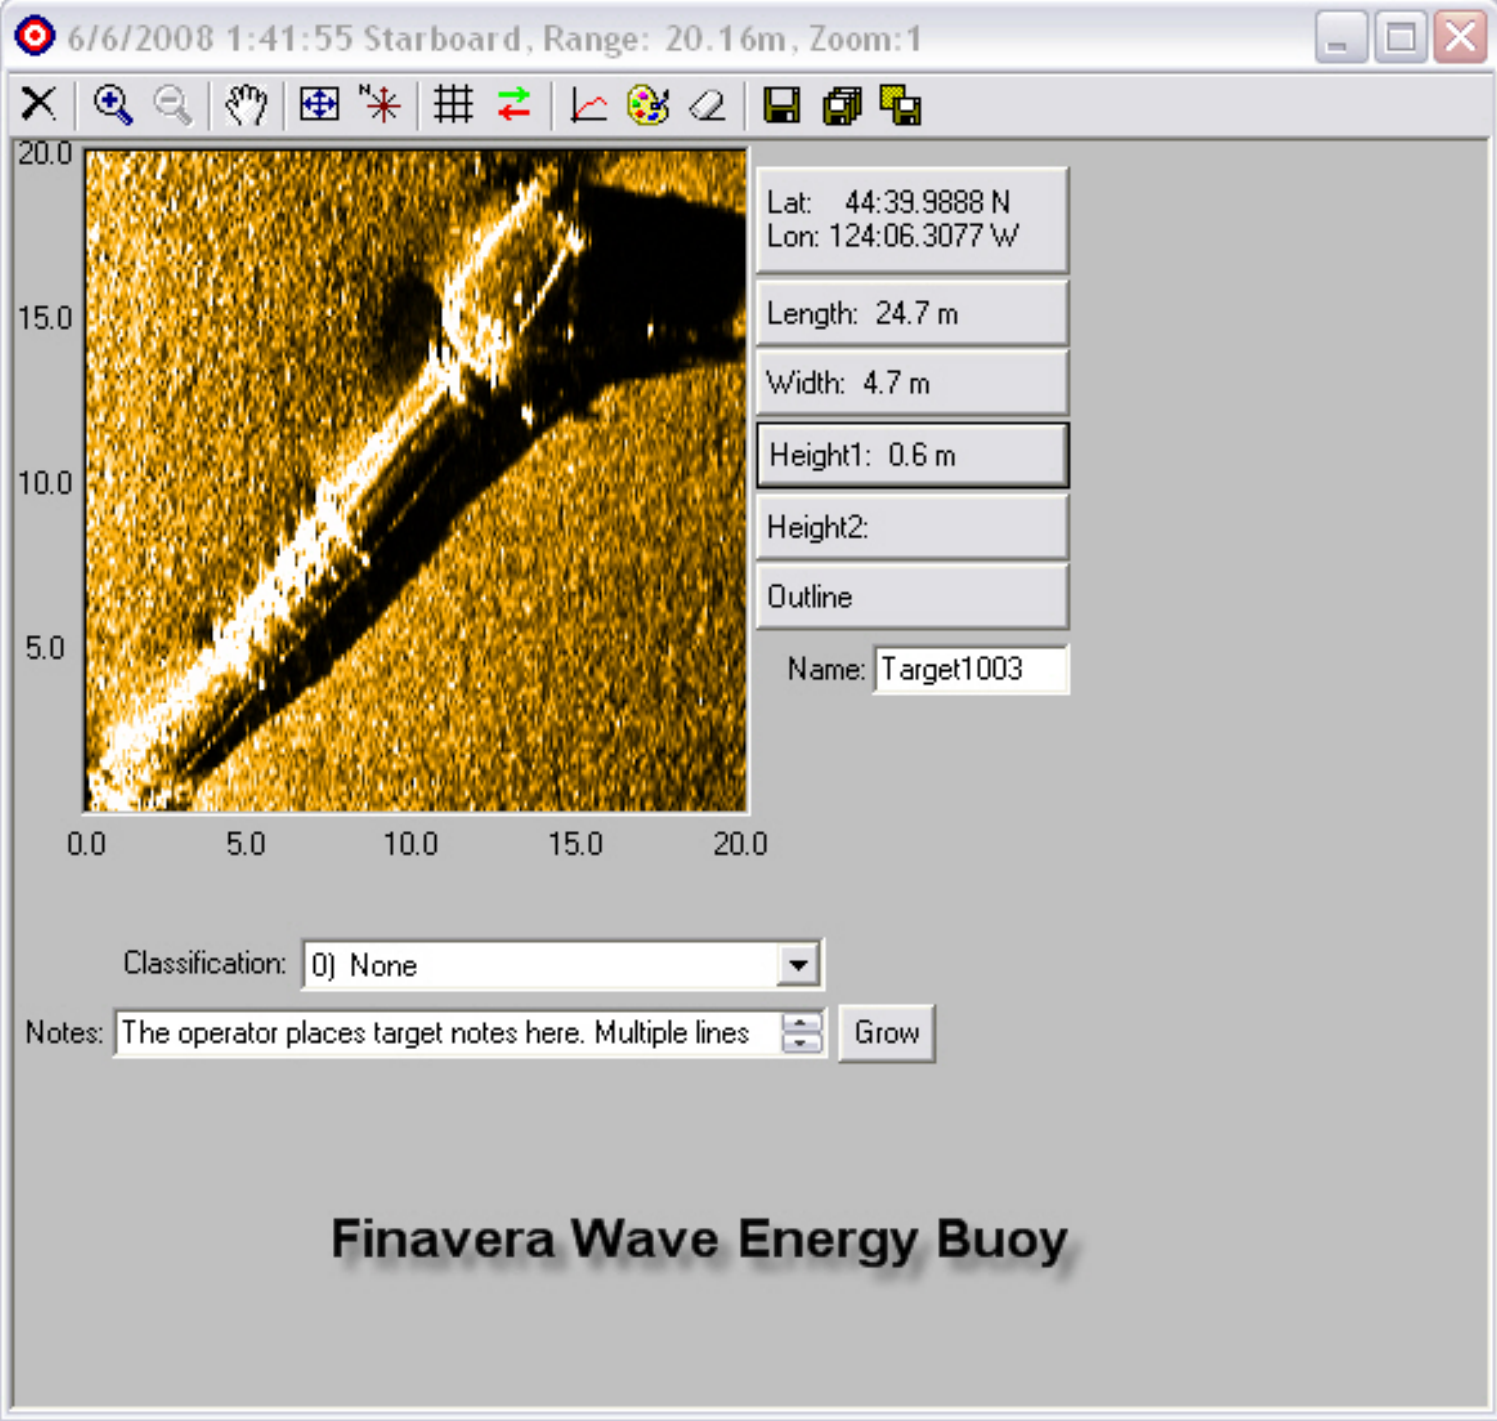 6/6/2008 1:41:55 Starboard, Range: 20.16m, Zoom:1
N
20.0
15.0
10.0
5.0
0.0 5.0 10.0 15.0 20.0
Lat: 44:39.9888 N
Lon: 124:06.3077 W
Length: 24.7 m
Width: 4.7 m
Height1: 0.6 m
Height2:
Outline
Name: Target1003
Classification: 0) None
Notes: The operator places target notes here. Multiple lines Grow
Finavera Wave Energy Buoy